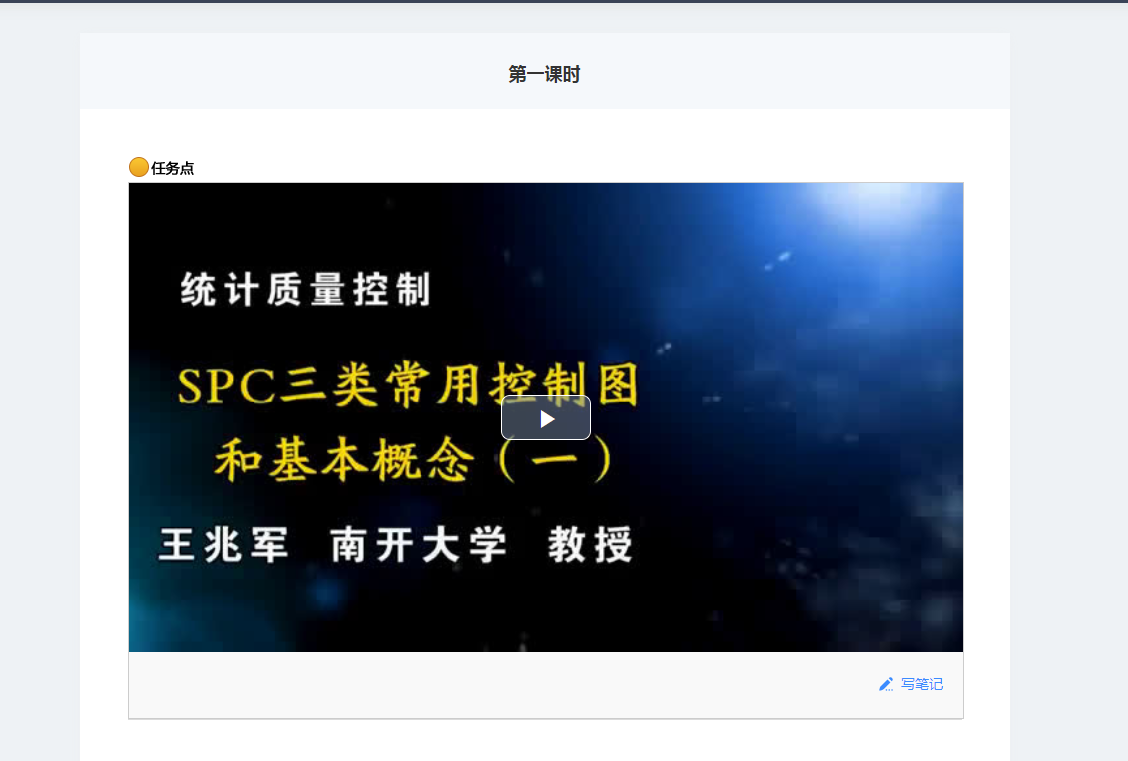 第一课时
任务点
统计质量控制
SPC三类常用控制图
和基本概念（一）
王兆军 南开大学 教授
写笔记